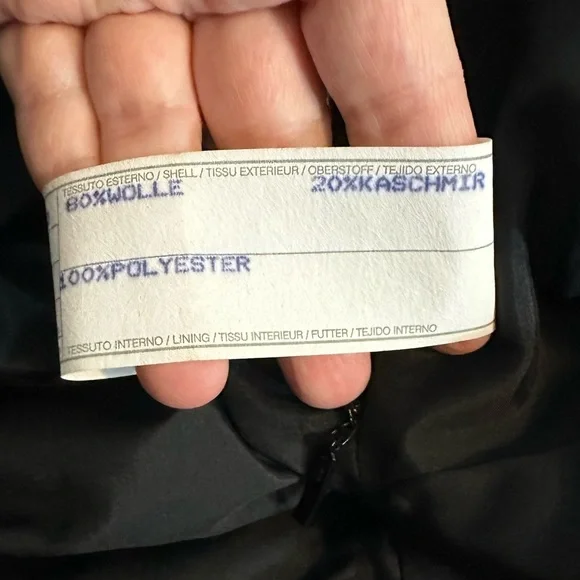 TESSUTO ESTERNO / SHELL / TISSU EXTERIEUR / OBERSTOFF / TEJIDO EXTERNO
80%WOLLE 20%KASCHMIR
100%POLYESTER
TESSUTO INTERNO / LINING / TISSU INTERIEUR / FUTTER / TEJIDO INTERNO